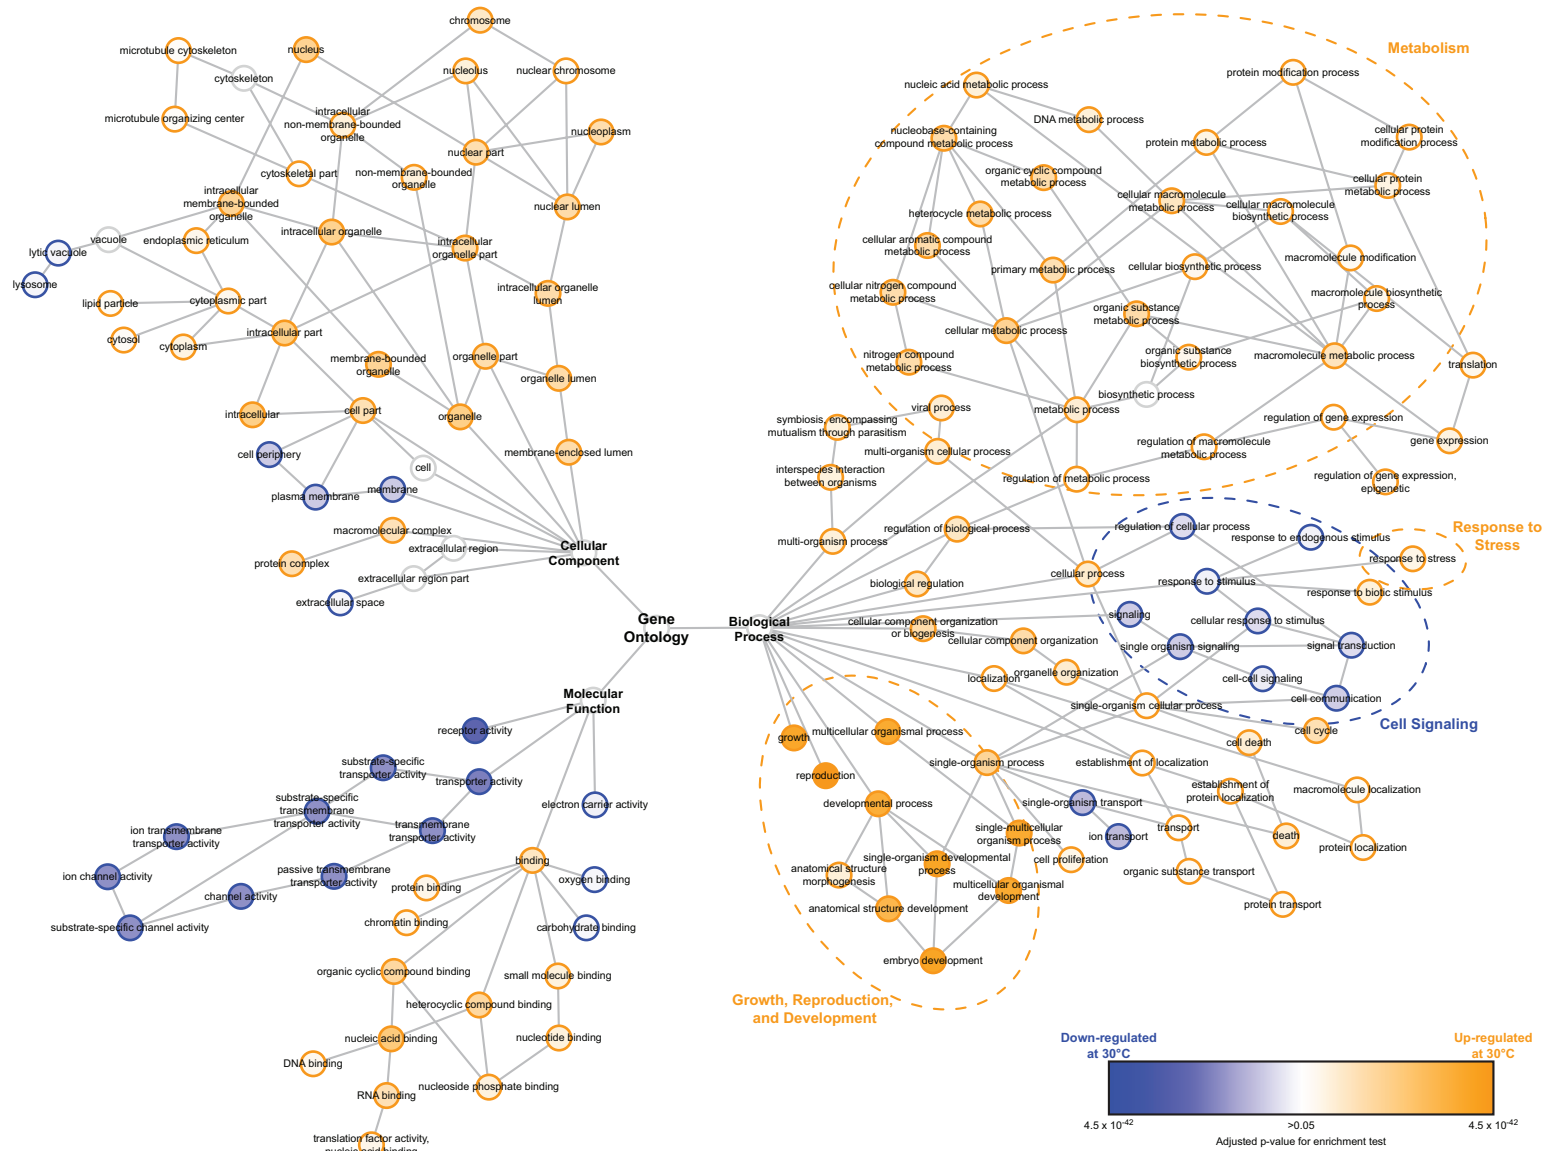 chromosome
microtubule cytoskeleton
nucleus
cytoskeleton
nucleolus
nuclear chromosome
microtubule organizing center
intracellular
non-membrane-bounded
organelle
nucleoplasm
nuclear part
cytoskeletal part
non-membrane-bounded
organelle
intracellular
membrane-bounded
organelle
nuclear lumen
vacuole
endoplasmic reticulum
intracellular organelle
intracellular
organelle part
lytic vacuole
lysosome
lipid particle
cytoplasmic part
intracellular organelle
lumen
cytosol
cytoplasm
intracellular part
membrane-bounded
organelle
organelle part
organelle lumen
intracellular
cell part
organelle
cell periphery
cell
membrane-enclosed lumen
plasma membrane
membrane
macromolecular complex
extracellular region
protein complex
extracellular region part
extracellular space
Cellular
Component
Gene
Ontology
Biological
Process
Molecular
Function
receptor activity
substrate-specific
transporter activity
transporter activity
substrate-specific
transmembrane
transporter activity
electron carrier activity
ion transmembrane
transporter activity
transmembrane
transporter activity
binding
ion channel activity
passive transmembrane
transporter activity
protein binding
oxygen binding
channel activity
substrate-specific channel activity
chromatin binding
carbohydrate binding
organic cyclic compound binding
small molecule binding
heterocyclic compound binding
nucleic acid binding
nucleotide binding
DNA binding
nucleoside phosphate binding
RNA binding
translation factor activity,
nucleic acid binding
Metabolism
nucleic acid metabolic process
protein modification process
DNA metabolic process
nucleobase-containing
compound metabolic process
protein metabolic process
cellular protein
modification process
organic cyclic compound
metabolic process
cellular protein
metabolic process
cellular macromolecule
metabolic process
cellular macromolecule
biosynthetic process
heterocycle metabolic process
cellular aromatic compound
metabolic process
primary metabolic process
cellular biosynthetic process
macromolecule modification
cellular nitrogen compound
metabolic process
macromolecule biosynthetic
process
organic substance
metabolic process
cellular metabolic process
nitrogen compound
metabolic process
organic substance
biosynthetic process
macromolecule metabolic process
translation
biosynthetic process
viral process
metabolic process
symbiosis, encompassing
mutualism through parasitism
regulation of gene expression
multi-organism cellular process
regulation of macromolecule
metabolic process
gene expression
interspecies interaction
between organisms
regulation of metabolic process
regulation of gene expression,
epigenetic
regulation of biological process
regulation of cellular process
response to endogenous stimulus
Response to
Stress
multi-organism process
response to stress
cellular process
response to stimulus
biological regulation
response to biotic stimulus
signaling
cellular component organization
or biogenesis
cellular response to stimulus
cellular component organization
single organism signaling
signal transduction
organelle organization
localization
cell-cell signaling
single-organism cellular process
cell communication
Cell Signaling
growth
multicellular organismal process
cell cycle
cell death
reproduction
single-organism process
establishment of localization
developmental process
single-organism transport
establishment of
protein localization
macromolecule localization
single-multicellular
organism process
ion transport
transport
death
protein localization
single-organism developmental
process
cell proliferation
anatomical structure
morphogenesis
organic substance transport
multicellular organismal
development
anatomical structure development
protein transport
embryo development
Growth, Reproduction,
and Development
Down-regulated
at 30°C
Up-regulated
at 30°C
4.5 x 10-42
>0.05
4.5 x 10-42
Adjusted p-value for enrichment test